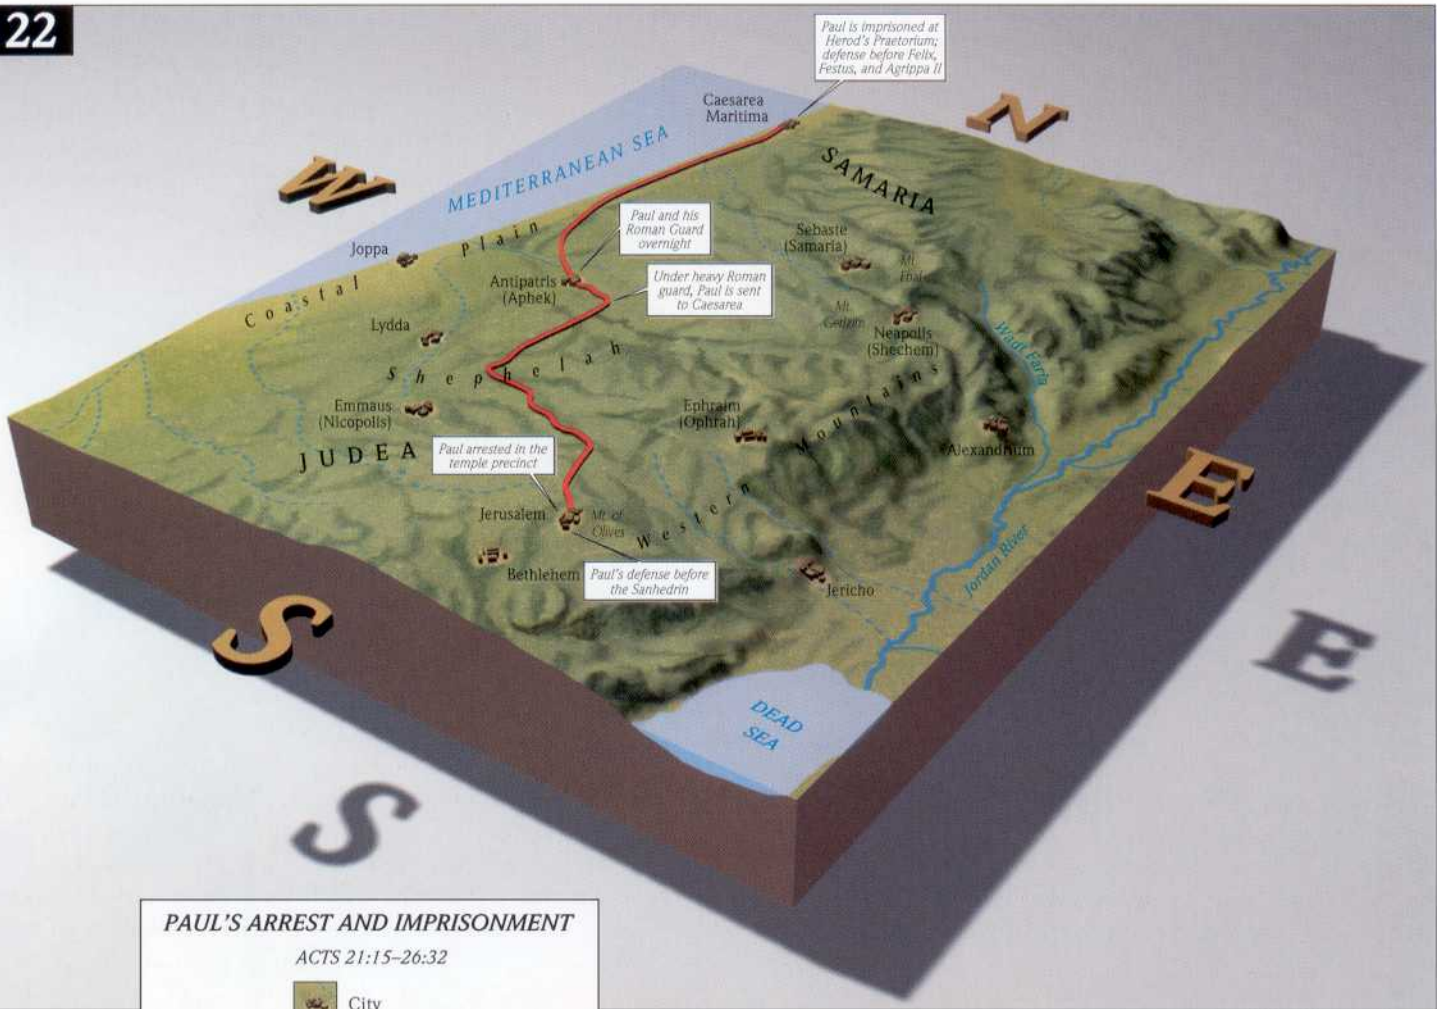 22
Paul is imprisoned at
Herod's Praetorium;
defense before Felix,
Festus, and Agrippa II
Caesarea
Maritima
N
W
MEDITERRANEAN SEA
SAMARIA
Paul and his
Roman Guard
overnight
Sebaste
(Samaria)
Joppa
Coastal Plain
Mt.
Ebal
Antipatris
(Aphek)
Under heavy Roman
guard, Paul is sent
to Caesarea
Mt.
Gerizim
Neapolis
(Shechem)
Wadi Faria
Lydda
Shephelah
Emmaus
(Nicopolis)
Ephraim
(Ophrah)
Western Mountains
Alexandrium
JUDEA
Paul arrested in the
temple precinct
E
Jerusalem
Mt. of
Olives
Bethlehem
Paul's defense before
the Sanhedrin
Jericho
Jordan River
S
E
DEAD
SEA
S
PAUL'S ARREST AND IMPRISONMENT
ACTS 21:15–26:32
City